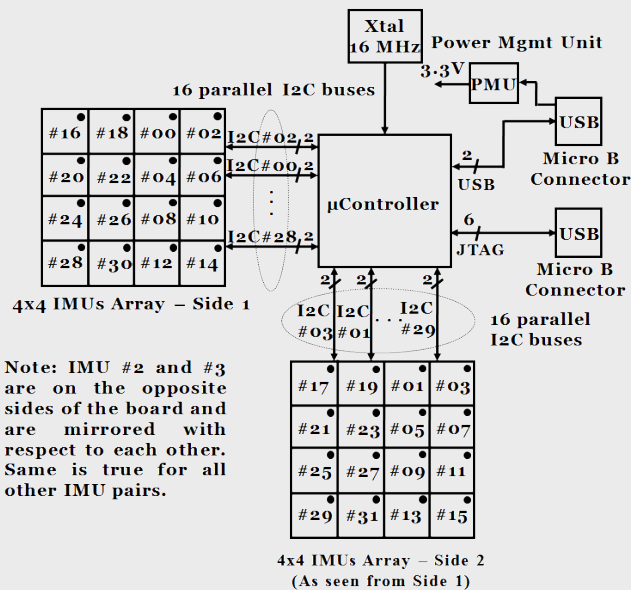 Xtal
16 MHz
Power Mgmt Unit
3.3V
PMU
16 parallel I2C buses
USB
Micro B
Connector
2
USB
#16 #18 #00 #02
#20 #22 #04 #06
#24 #26 #08 #10
#28 #30 #12 #14
I2C#02 2
I2C#00 2
I2C#28 2
µController
6
JTAG
USB
Micro B
Connector
4x4 IMUs Array – Side 1
2 2 2
I2C I2C I2C
#03 #01 #29
16 parallel
I2C buses
Note: IMU #2 and #3
are on the opposite
sides of the board and
are mirrored with
respect to each other.
Same is true for all
other IMU pairs.
#17 #19 #01 #03
#21 #23 #05 #07
#25 #27 #09 #11
#29 #31 #13 #15
4x4 IMUs Array – Side 2
(As seen from Side 1)